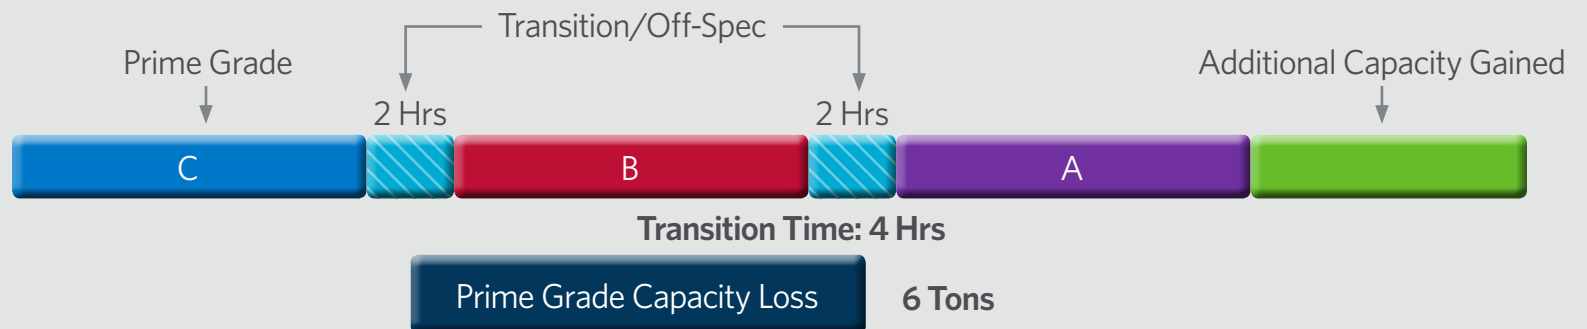 Transition/Off-Spec
Prime Grade
Additional Capacity Gained
2 Hrs
2 Hrs
C
B
A
Transition Time: 4 Hrs
Prime Grade Capacity Loss
6 Tons